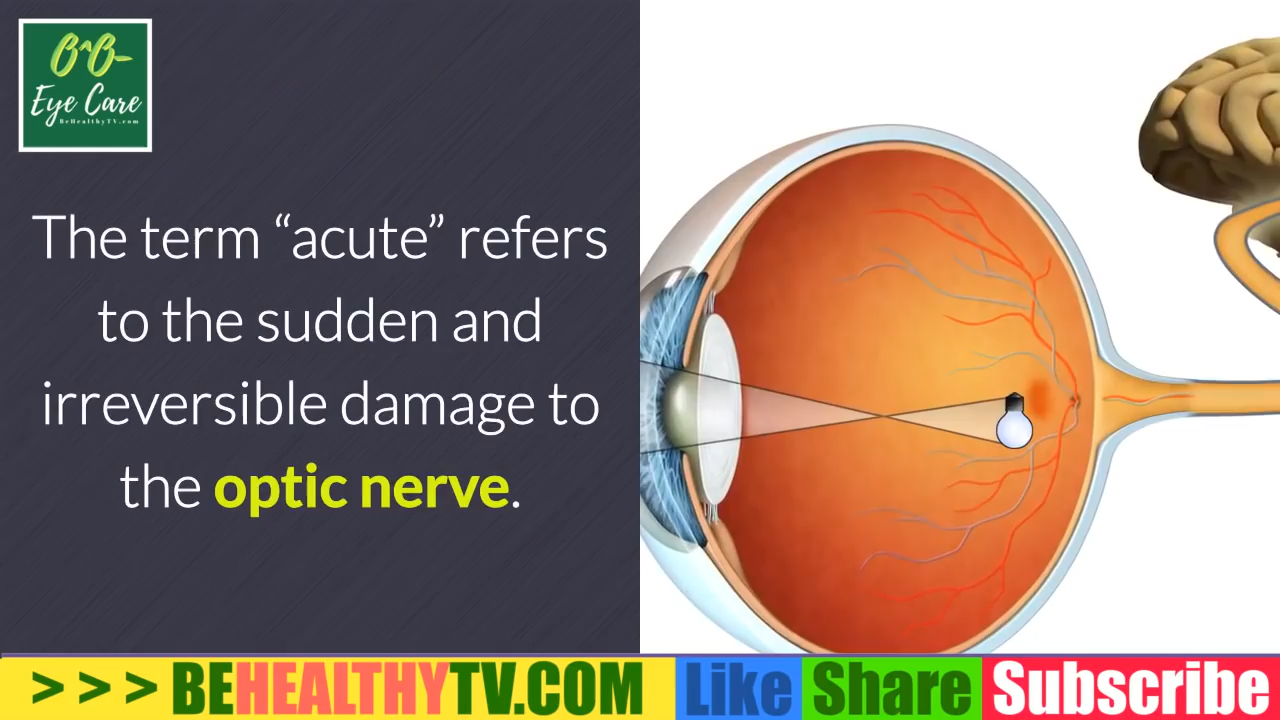 Eye Care
BeHealthyTV.com
The term “acute” refers
to the sudden and
irreversible damage to
the optic nerve.
> > > BEHEALTHYTV.COM Like Share Subscribe